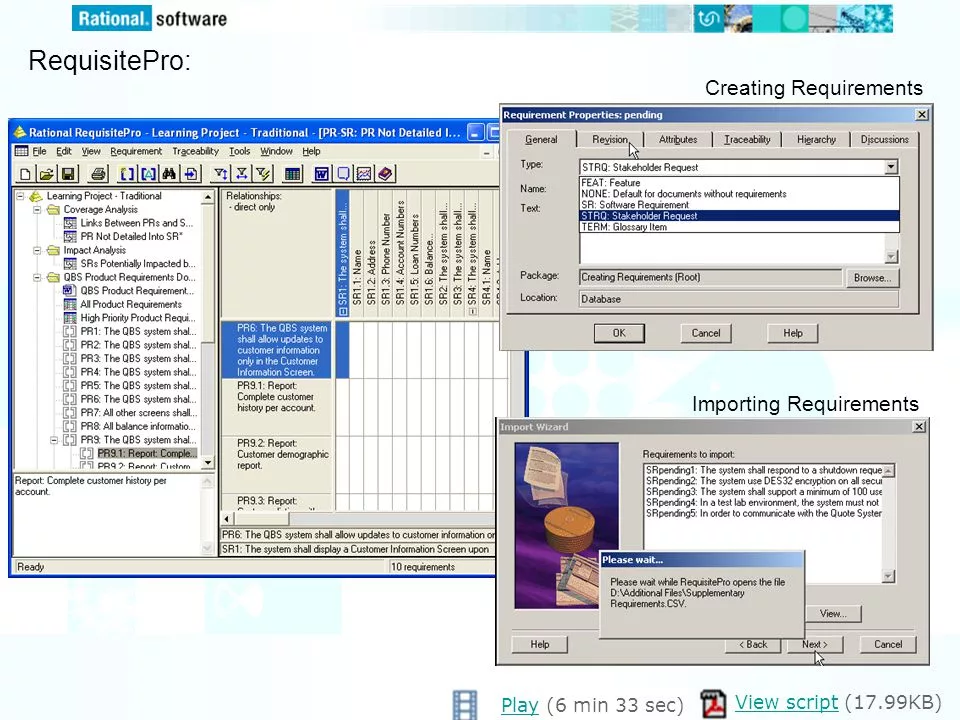 Rational. software
RequisitePro:
Creating Requirements
Rational RequisitePro - Learning Project - Traditional - [PR-SR: PR Not Detailed I...
File Edit View Requirement Traceability Tools Window Help
Learning Project - Traditional
Coverage Analysis
Links Between PRs and S...
PR Not Detailed Into SR"
Impact Analysis
SRs Potentially Impacted b...
QBS Product Requirements Do...
QBS Product Requirement...
All Product Requirements
High Priority Product Requi...
PR1: The QBS system shal...
PR2: The QBS system shal...
PR3: The QBS system shal...
PR4: The QBS system shal...
PR5: The QBS system shal...
PR6: The QBS system shal...
PR7: All other screens shall...
PR8: All balance informatio...
PR9: The QBS system shal...
PR9.1: Report: Comple...
PR9.2: Report: Custom
Report: Complete customer history per
account.
Relationships:
- direct only
SR1: The system shall...
SR1.1: Name
SR1.2: Address
SR1.3: Phone Number
SR1.4: Account Numbers
SR1.5: Loan Numbers
SR1.6: Balance...
SR2: The system shall...
SR3: The system shall...
SR4: The system shall...
SR4.1: Name
PR6: The QBS system
shall allow updates to
customer information
only in the Customer
Information Screen.
PR9.1: Report:
Complete customer
history per account.
PR9.2: Report:
Customer demographic
report.
PR9.3: Report:
PR6: The QBS system shall allow updates to customer information on
SR1: The system shall display a Customer Information Screen upon
Ready
10 requirements
Requirement Properties: pending
General Revision Attributes Traceability Hierarchy Discussions
Type: STRQ: Stakeholder Request
Name:
Text:
FEAT: Feature
NONE: Default for documents without requirements
SR: Software Requirement
STRQ: Stakeholder Request
TERM: Glossary Item
Package: Creating Requirements (Root) Browse...
Location: Database
OK Cancel Help
Importing Requirements
Import Wizard
Requirements to import:
SRpending1: The system shall respond to a shutdown reque
SRpending2: The system use DES32 encryption on all secu
SRpending3: The system shall support a minimum of 100 use
SRpending4: In a test lab environment, the system must not
SRpending5: In order to communicate with the Quote System
Please wait...
Please wait while RequisitePro opens the file
D:\Additional Files\Supplementary
Requirements.CSV.
View...
Help < Back Next > Cancel
Play (6 min 33 sec)
View script (17.99KB)